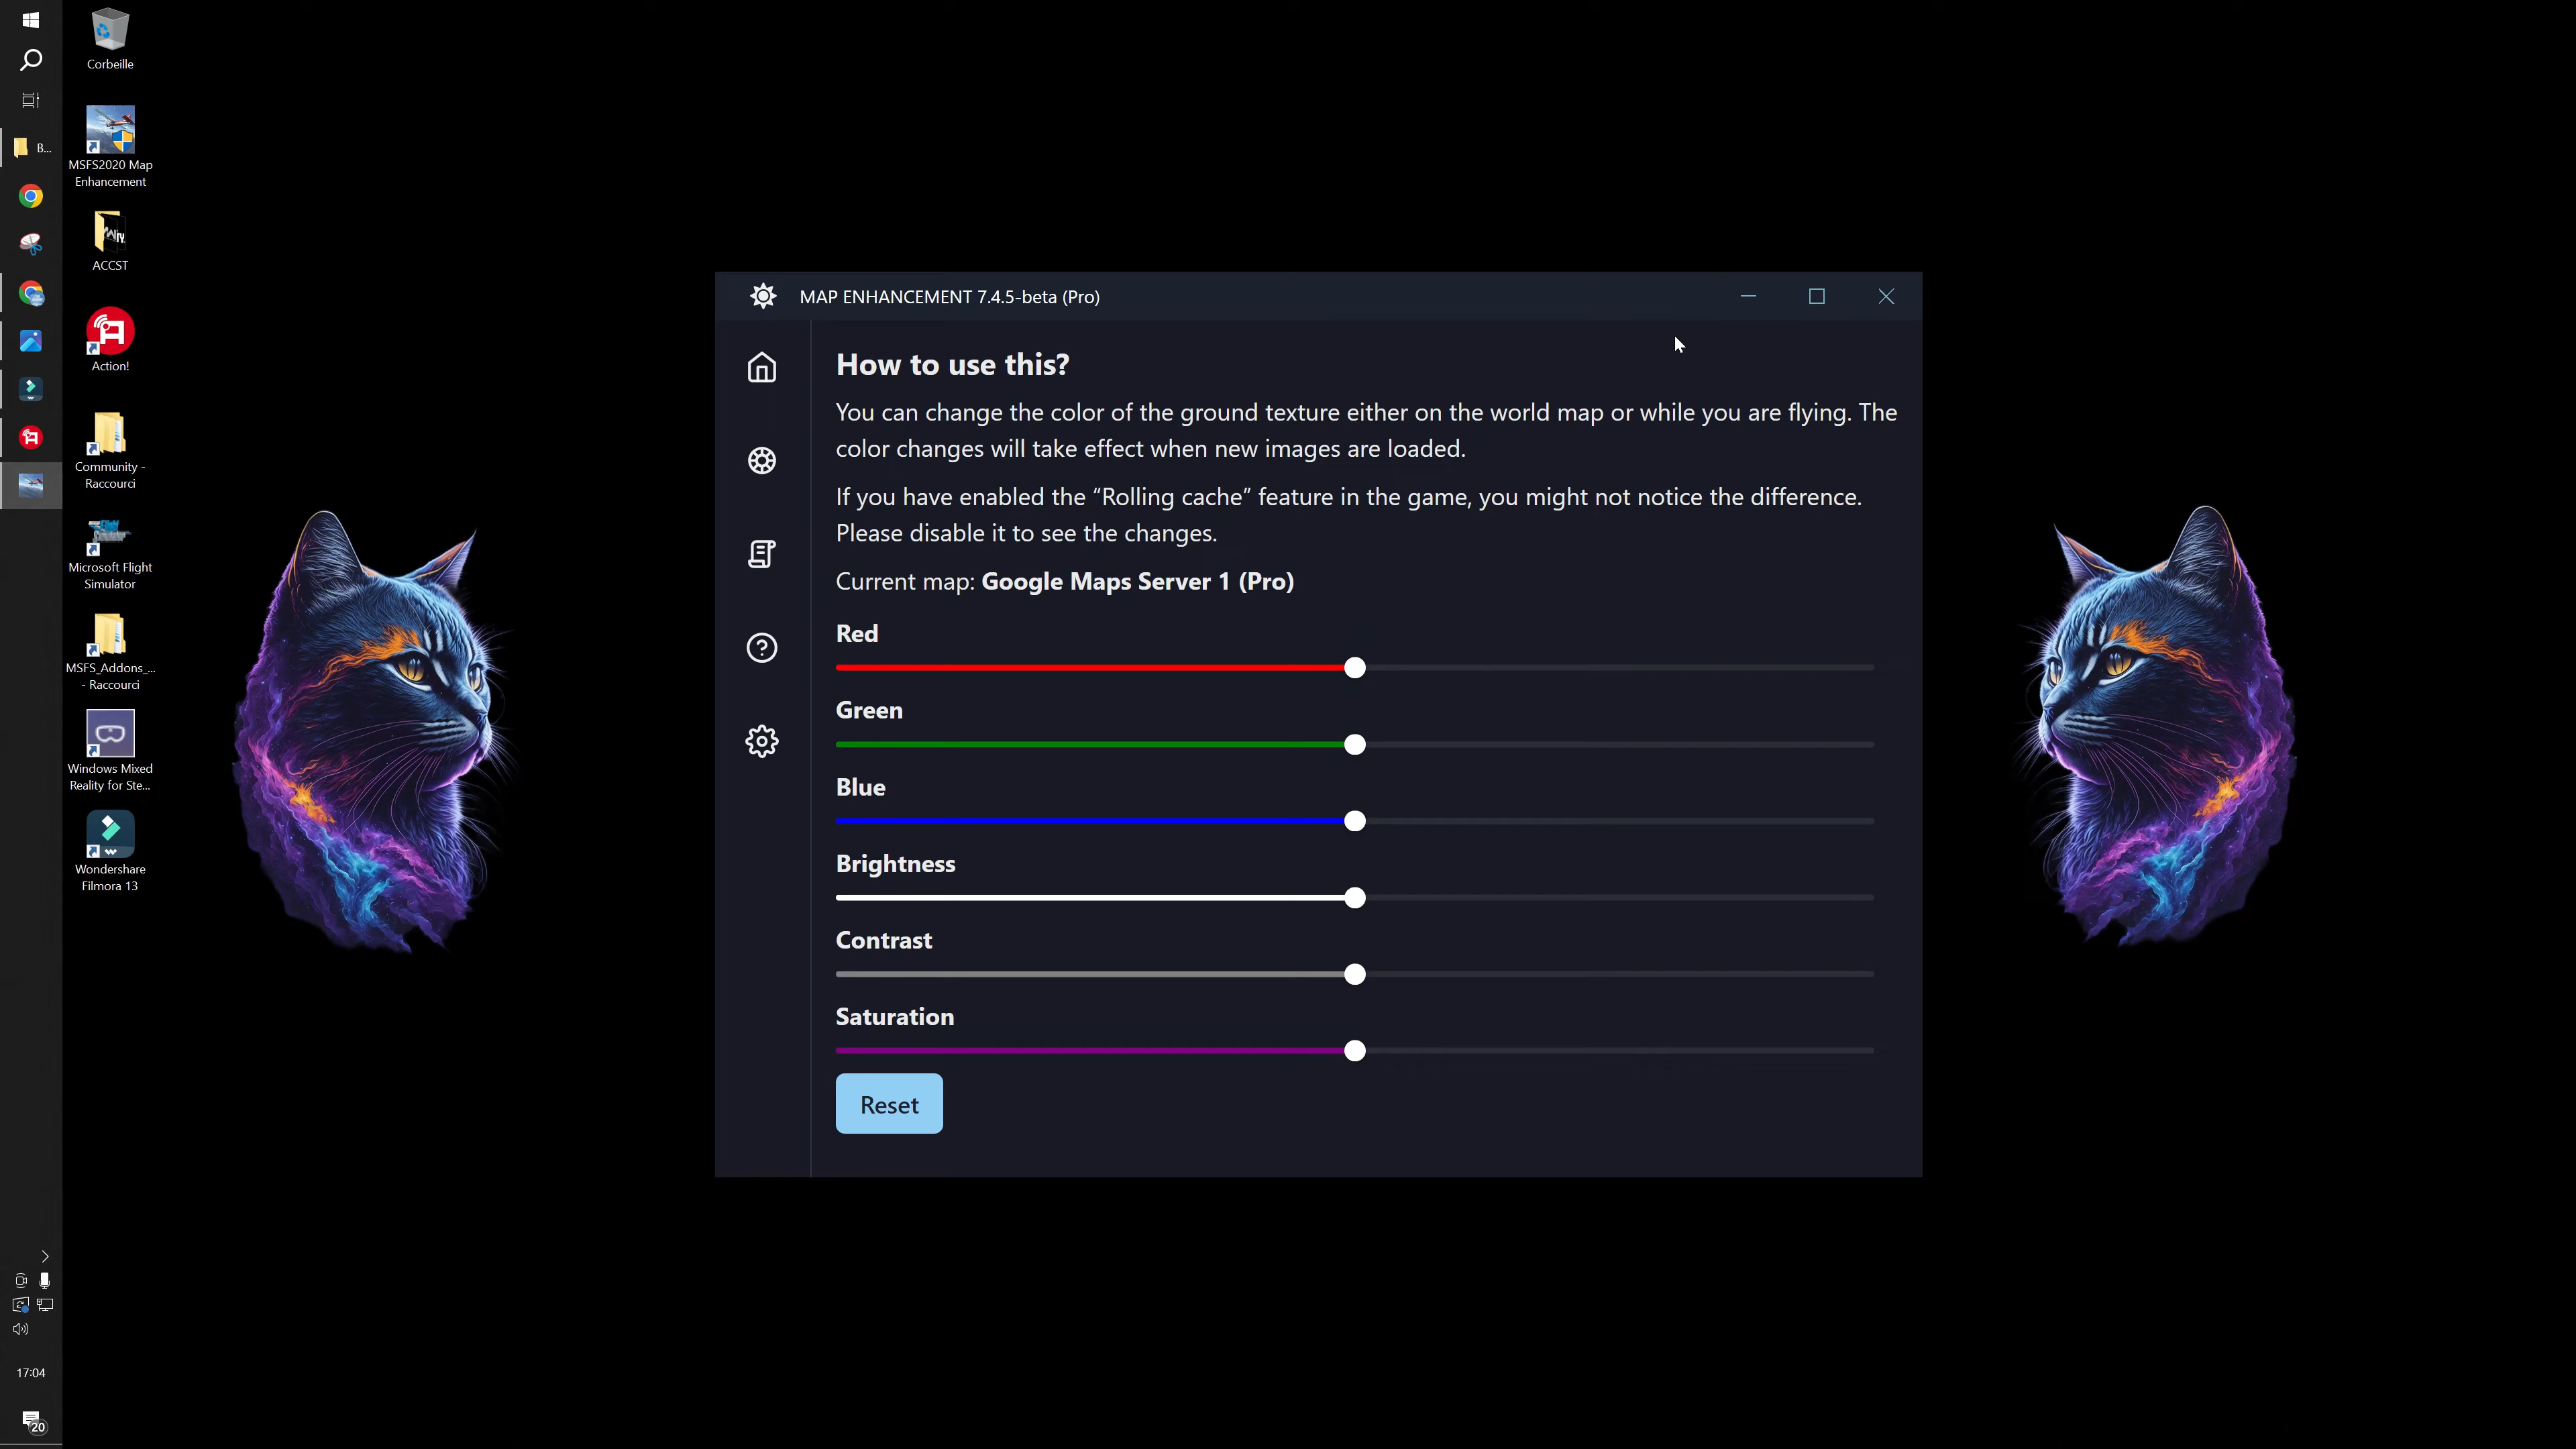 Corbeille
MSFS2020 Map
Enhancement
B...
ACCST
Action!
Community -
Raccourci
Microsoft Flight
Simulator
MSFS_Addons_...
- Raccourci
Windows Mixed
Reality for Ste...
Wondershare
Filmora 13
17:04
20
MAP ENHANCEMENT 7.4.5-beta (Pro)
How to use this?
You can change the color of the ground texture either on the world map or while you are flying. The
color changes will take effect when new images are loaded.
If you have enabled the “Rolling cache” feature in the game, you might not notice the difference.
Please disable it to see the changes.
Current map: Google Maps Server 1 (Pro)
Red
Green
Blue
Brightness
Contrast
Saturation
Reset